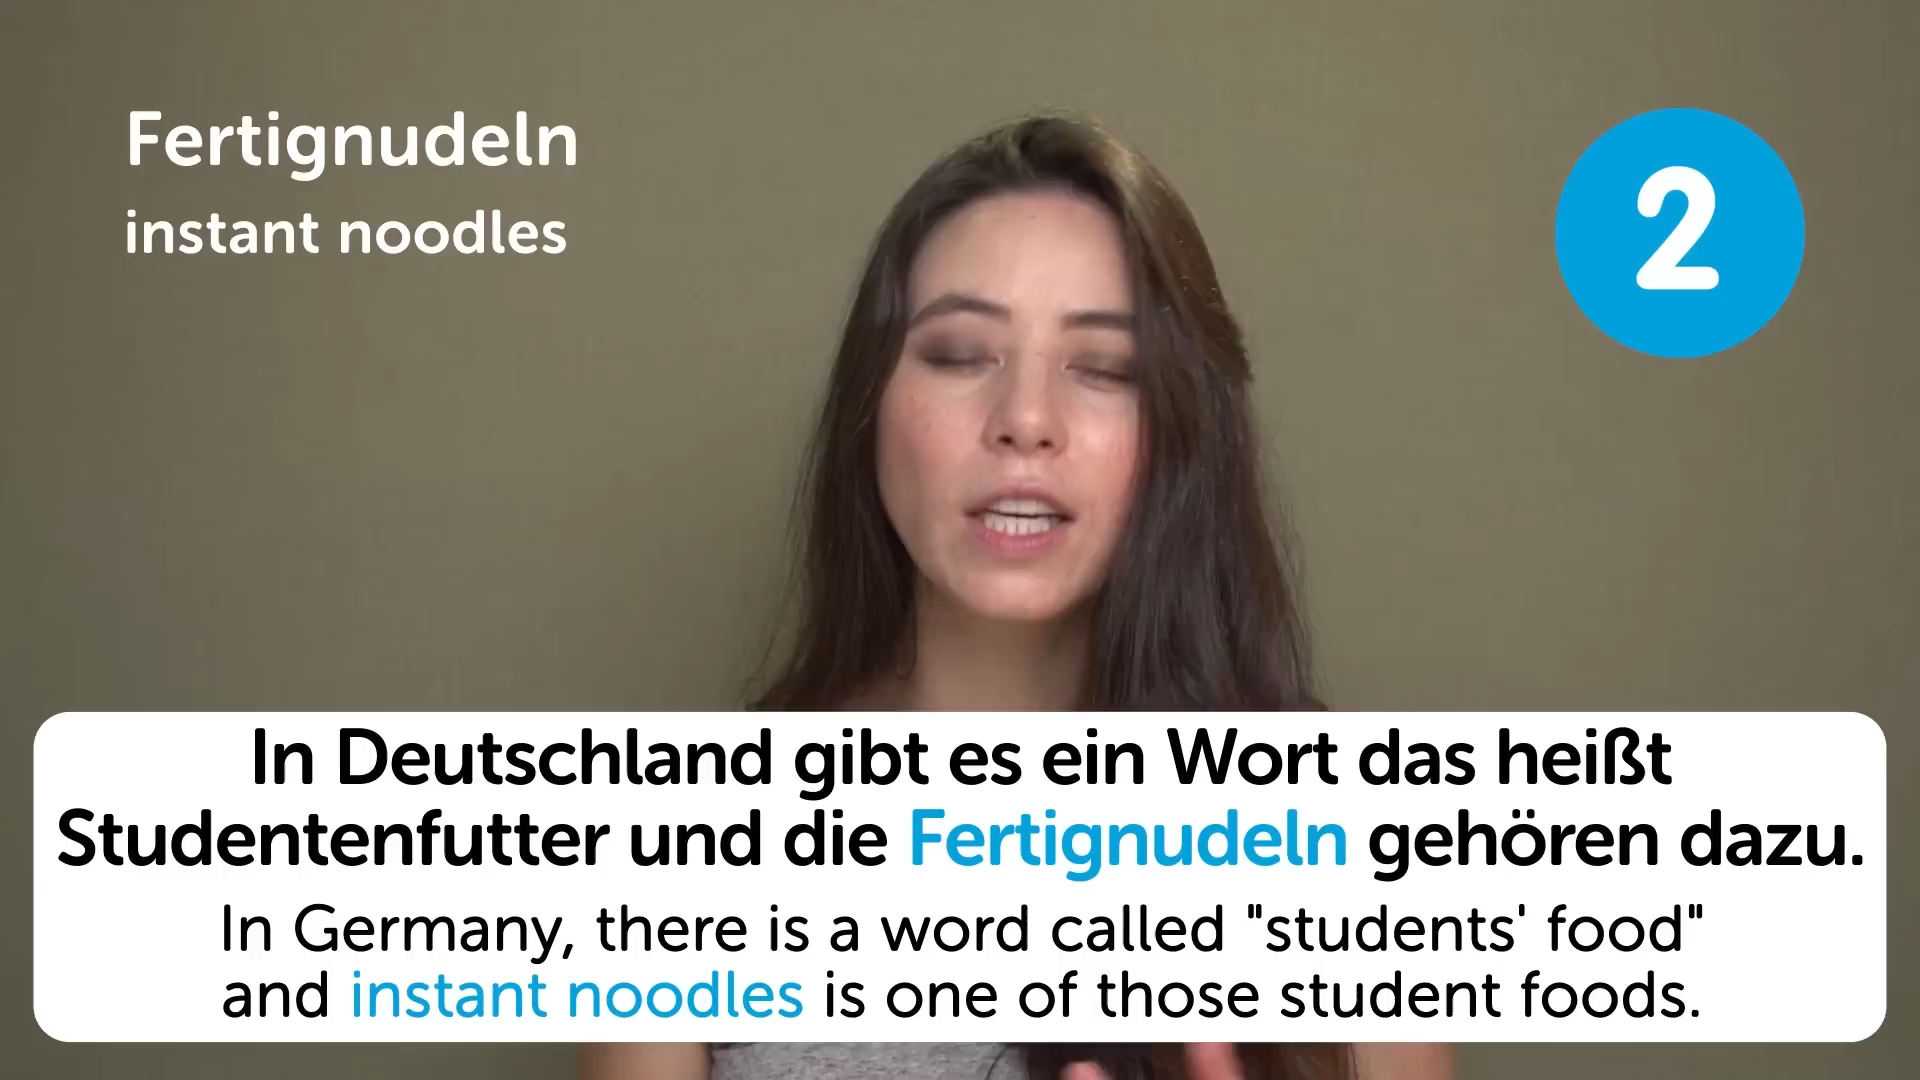 Fertignudeln
instant noodles
2
In Deutschland gibt es ein Wort das heißt
Studentenfutter und die Fertignudeln gehören dazu.
In Germany, there is a word called "students' food"
and instant noodles is one of those student foods.